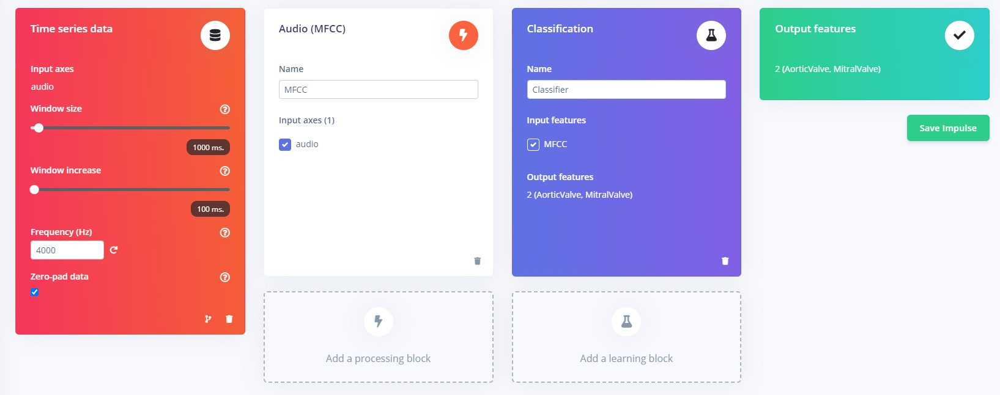 Time series data
Input axes
audio
Window size
1000 ms.
Window increase
100 ms.
Frequency (Hz)
4000
Zero-pad data
Audio (MFCC)
Name
MFCC
Input axes (1)
audio
Add a processing block
Classification
Name
Classifier
Input features
MFCC
Output features
2 (AorticValve, MitralValve)
Add a learning block
Output features
2 (AorticValve, MitralValve)
Save Impulse